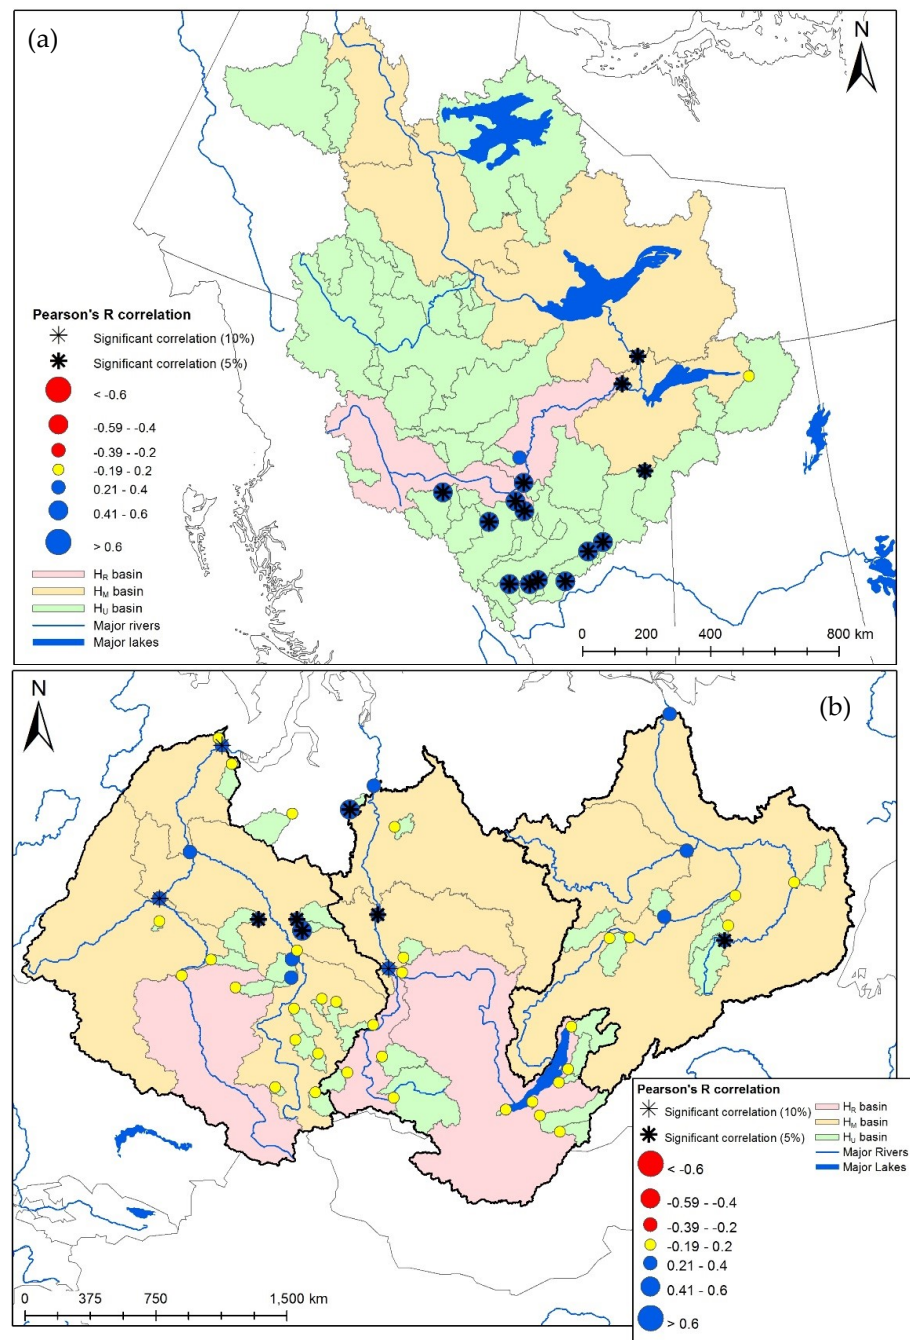 (a)
N
Pearson's R correlation
Significant correlation (10%)
Significant correlation (5%)
< -0.6
-0.59 - -0.4
-0.39 - -0.2
-0.19 - 0.2
0.21 - 0.4
0.41 - 0.6
> 0.6
HR basin
HM basin
HU basin
Major rivers
Major lakes
0 200 400 800 km
N
(b)
Pearson's R correlation
Significant correlation (10%)
Significant correlation (5%)
< -0.6
-0.59 - -0.4
-0.39 - -0.2
-0.19 - 0.2
0.21 - 0.4
0.41 - 0.6
> 0.6
HR basin
HM basin
HU basin
Major Rivers
Major Lakes
0 375 750 1,500 km